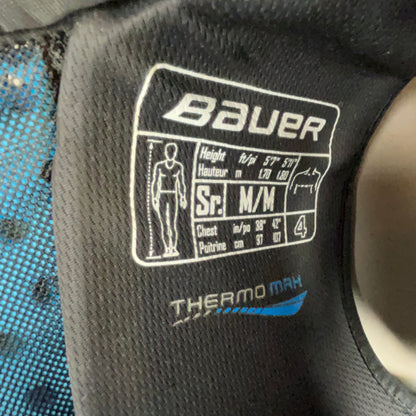 BAUER
Height ft/pi 5'7" 5'11"
Hauteur m 1,70 1,80
Sr. M/M
Chest in/po 38" 42"
Poitrine cm 97 107
4
THERMO MAX